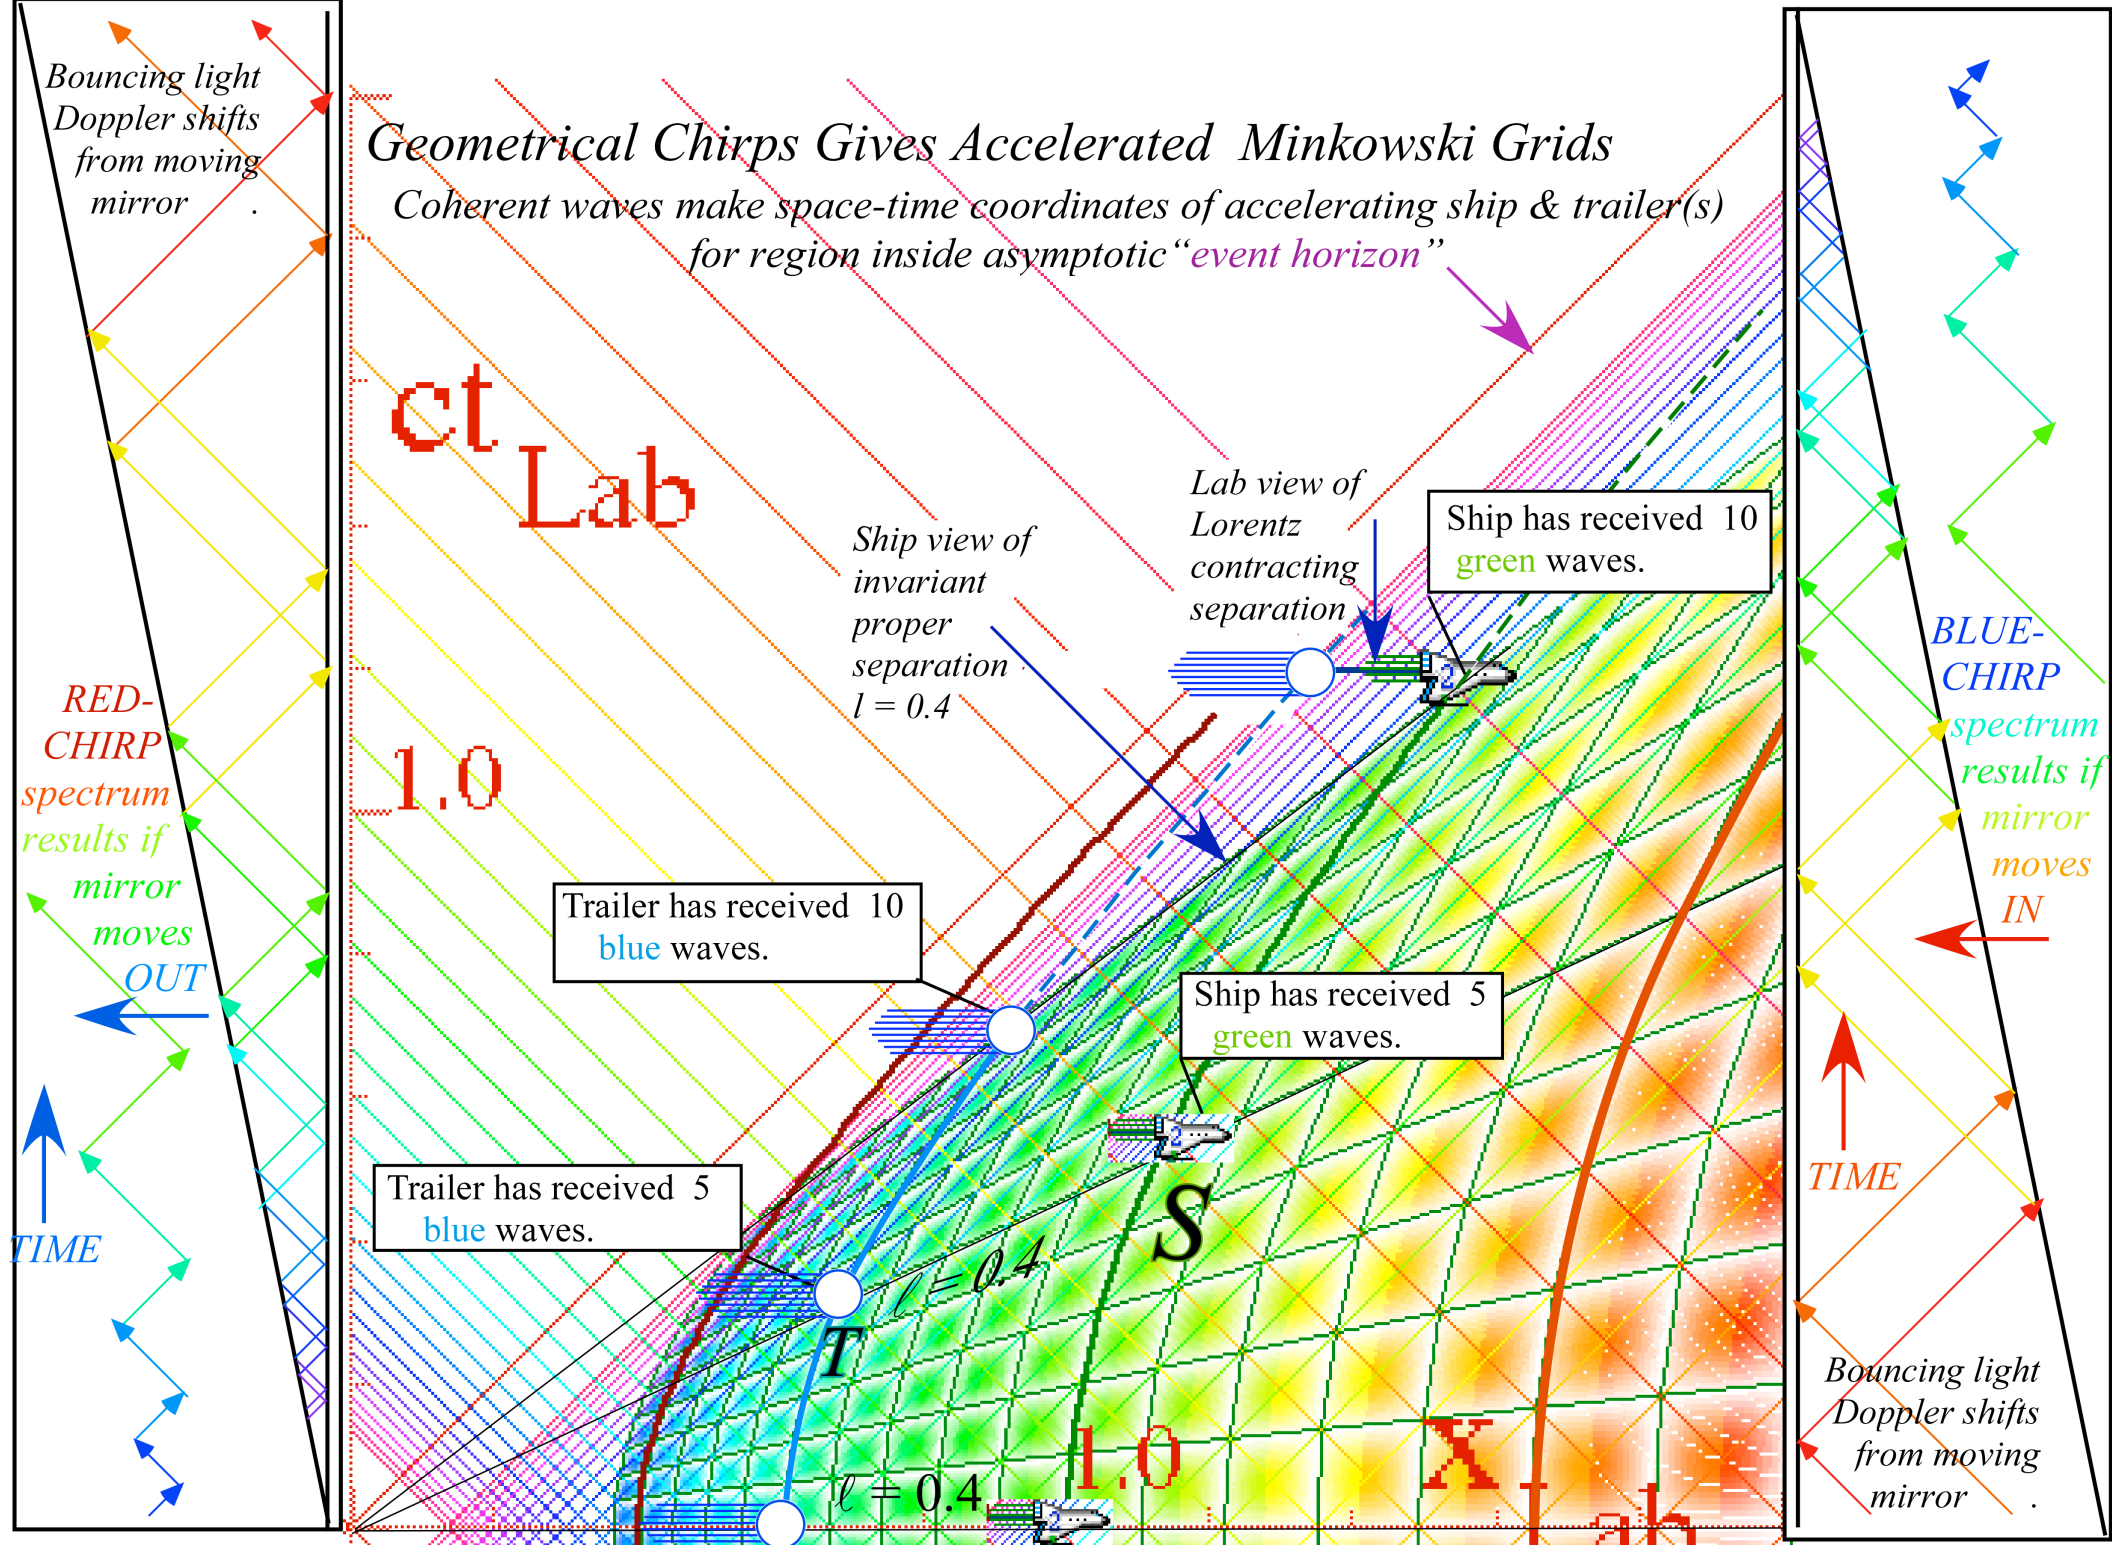 Bouncing light
Doppler shifts
from moving
mirror .
Geometrical Chirps Gives Accelerated Minkowski Grids
Coherent waves make space-time coordinates of accelerating ship & trailer(s)
for region inside asymptotic “event horizon”
ct Lab
Lab view of
Lorentz
contracting
separation
Ship has received 10
green waves.
Ship view of
invariant
proper
separation
l = 0.4
RED-
CHIRP
spectrum
results if
mirror
moves
OUT
TIME
1.0
Trailer has received 10
blue waves.
Ship has received 5
green waves.
Trailer has received 5
blue waves.
S
ℓ = 0.4
T
1.0
X Lab
ℓ = 0.4
2
2
2
BLUE-
CHIRP
spectrum
results if
mirror
moves
IN
TIME
Bouncing light
Doppler shifts
from moving
mirror .